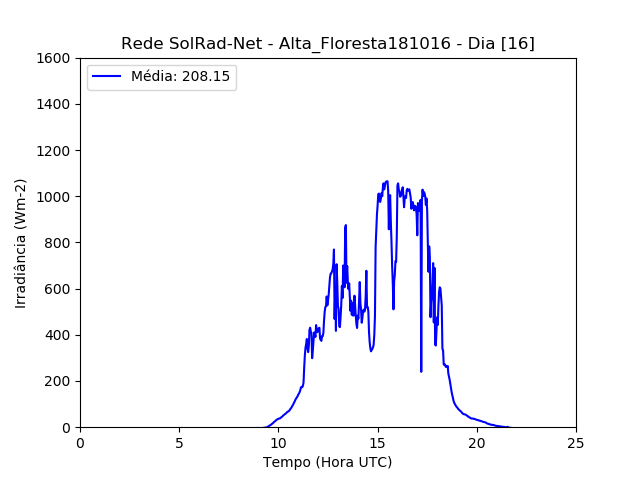 Rede SolRad-Net - Alta_Floresta181016 - Dia [16]
Média: 208.15
Irradiância (Wm-2)
1600
1400
1200
1000
800
600
400
200
0
0 5 10 15 20 25
Tempo (Hora UTC)